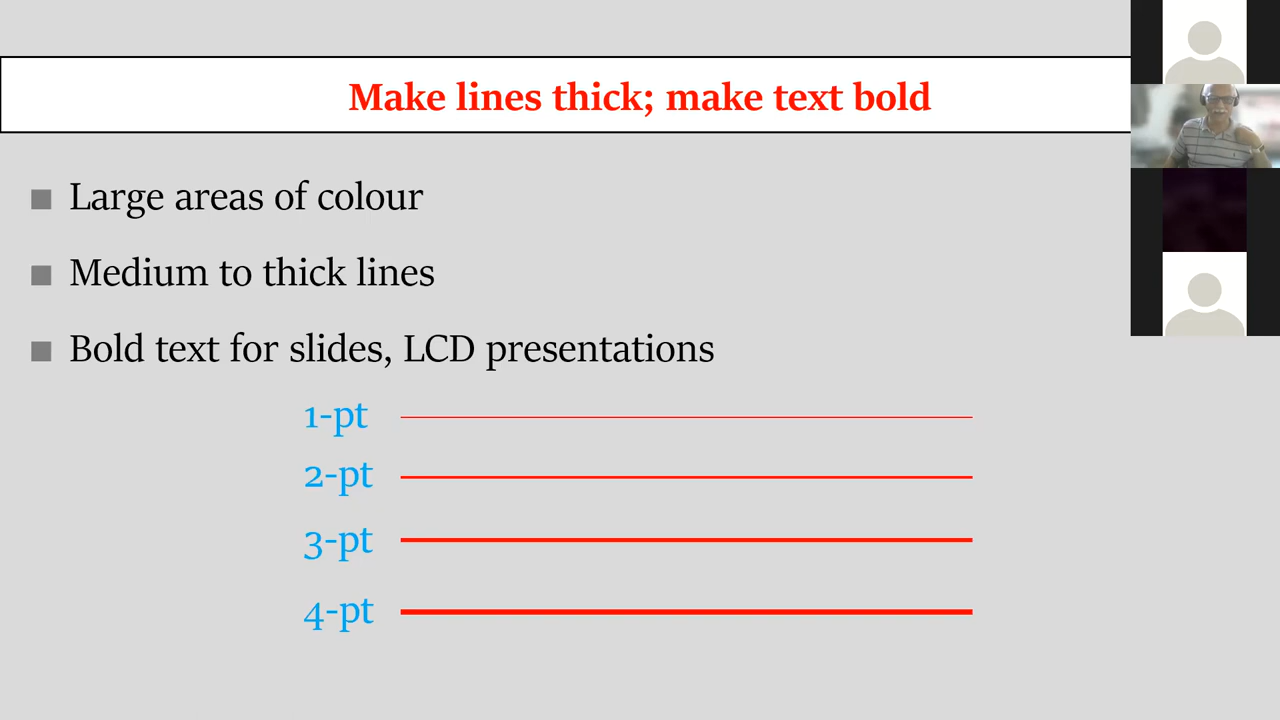 Make lines thick; make text bold
Large areas of colour
Medium to thick lines
Bold text for slides, LCD presentations
1-pt
2-pt
3-pt
4-pt